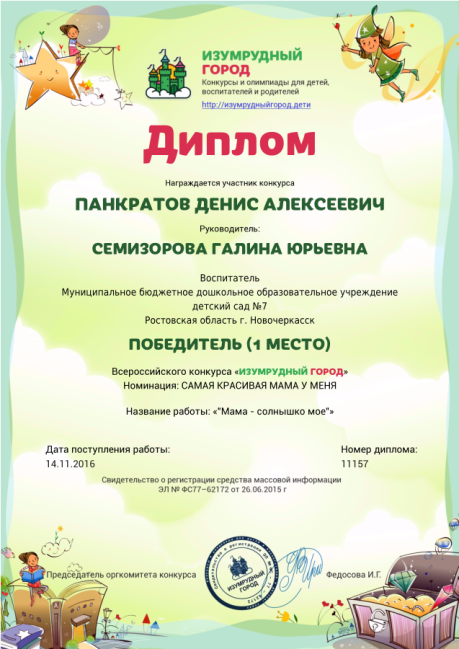 ИЗУМРУДНЫЙ
ГОРОД
Конкурсы и олимпиады для детей,
воспитателей и родителей
http://изумрудныйгород.дети
Диплом
Награждается участник конкурса
ПАНКРАТОВ ДЕНИС АЛЕКСЕЕВИЧ
Руководитель:
СЕМИЗОРОВА ГАЛИНА ЮРЬЕВНА
Воспитатель
Муниципальное бюджетное дошкольное образовательное учреждение
детский сад №7
Ростовская область г. Новочеркасск
ПОБЕДИТЕЛЬ (1 МЕСТО)
Всероссийского конкурса «ИЗУМРУДНЫЙ ГОРОД»
Номинация: САМАЯ КРАСИВАЯ МАМА У МЕНЯ
Название работы: «"Мама - солнышко мое"»
Дата поступления работы:
14.11.2016
Номер диплома:
11157
Свидетельство о регистрации средства массовой информации
ЭЛ № ФС77–62172 от 26.06.2015 г
Председатель оргкомитета конкурса
ИЗУМРУДНЫЙ
ГОРОД
Федосова И.Г.